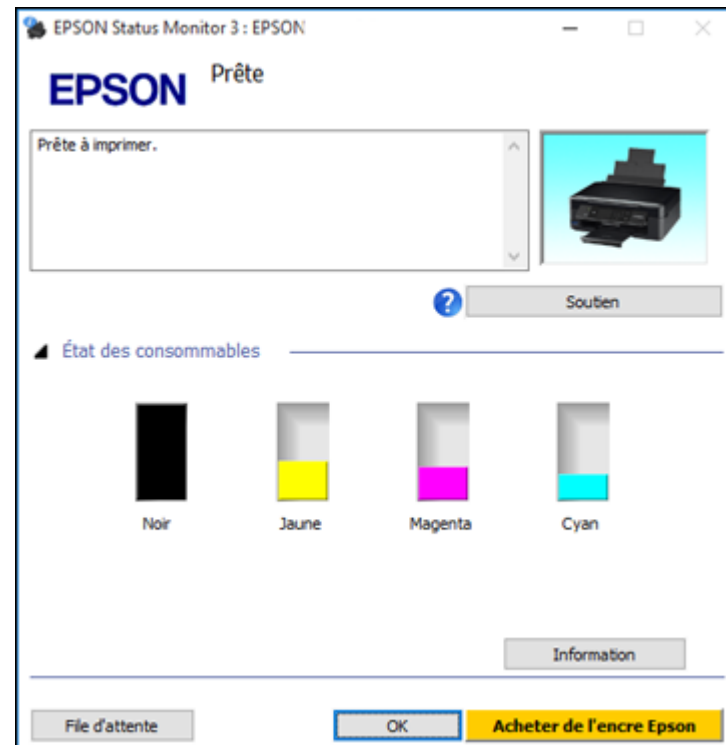 EPSON Status Monitor 3 : EPSON
EPSON
Prête
Prête à imprimer.
?
Soutien
État des consommables
Noir
Jaune
Magenta
Cyan
Information
File d'attente
OK
Acheter de l'encre Epson